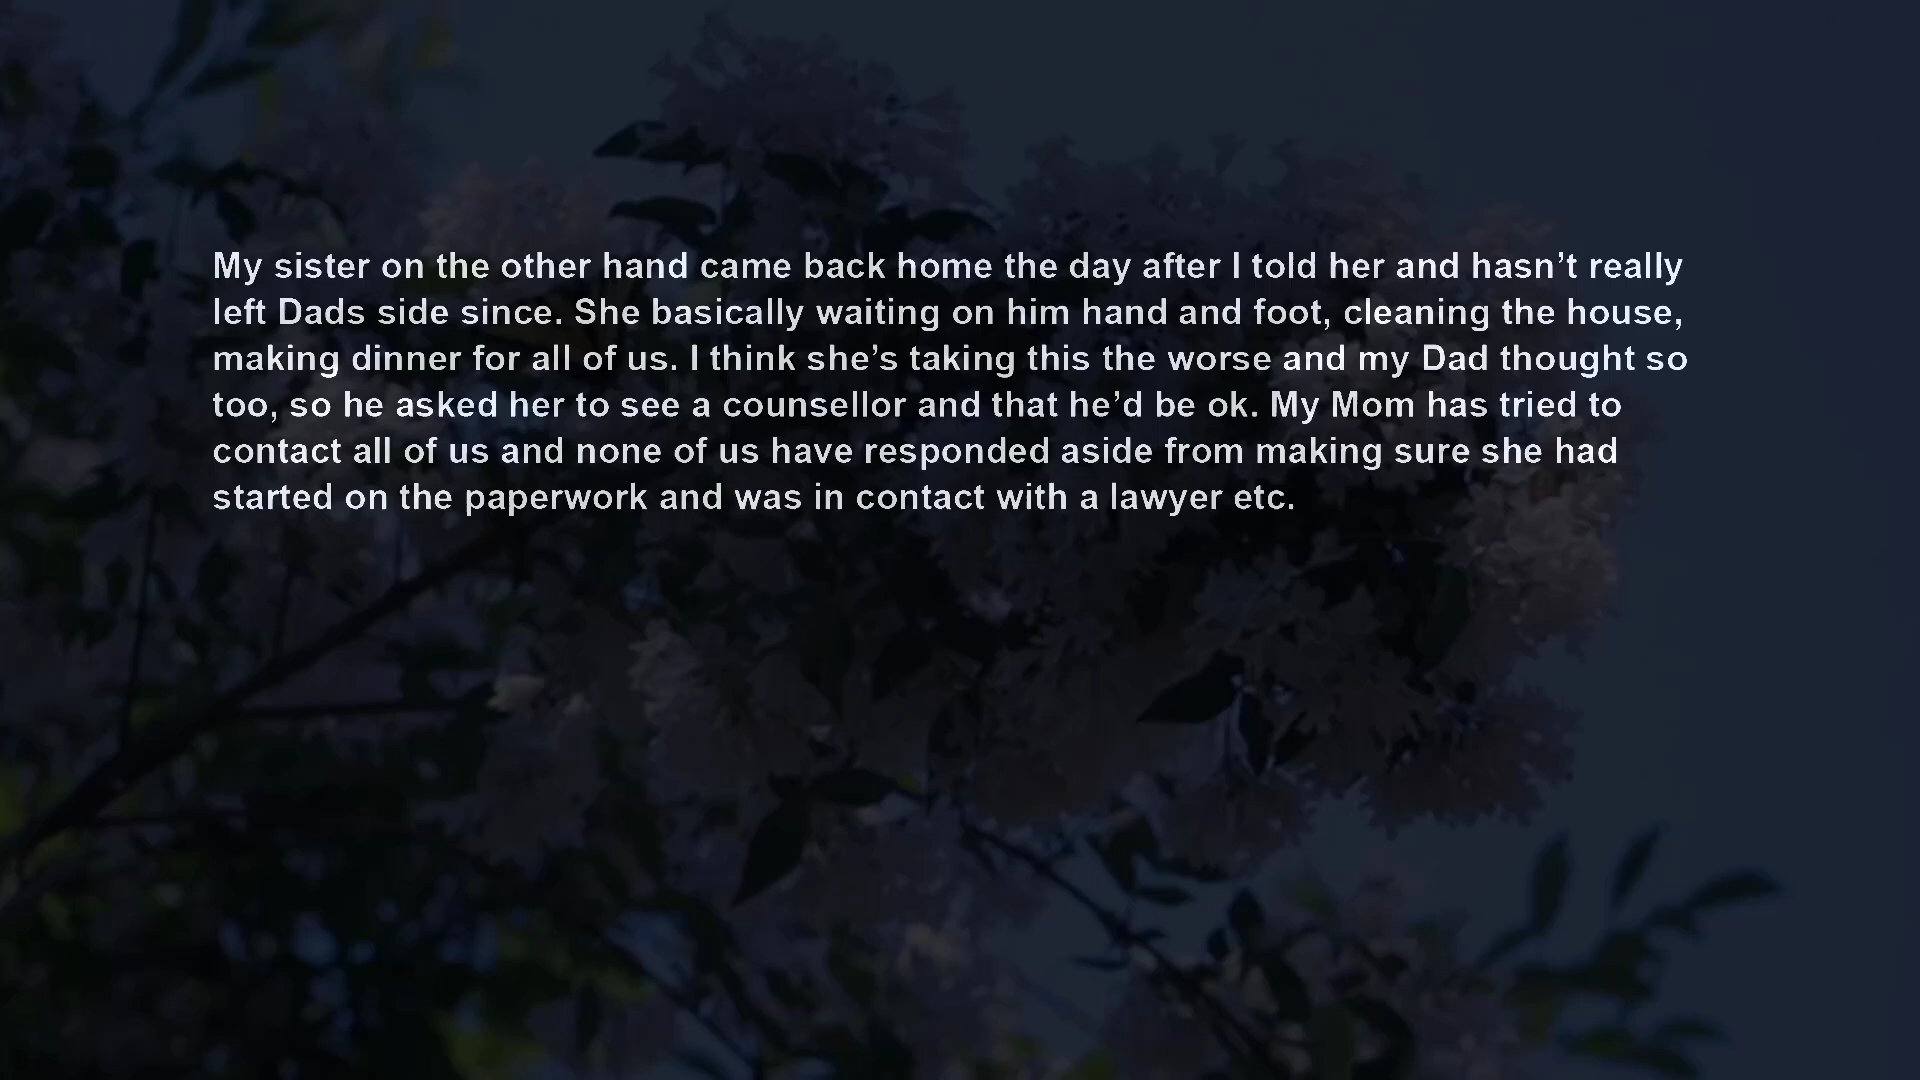 My sister on the other hand came back home the day after I told her and hasn’t really
left Dads side since. She basically waiting on him hand and foot, cleaning the house,
making dinner for all of us. I think she’s taking this the worse and my Dad thought so
too, so he asked her to see a counsellor and that he’d be ok. My Mom has tried to
contact all of us and none of us have responded aside from making sure she had
started on the paperwork and was in contact with a lawyer etc.